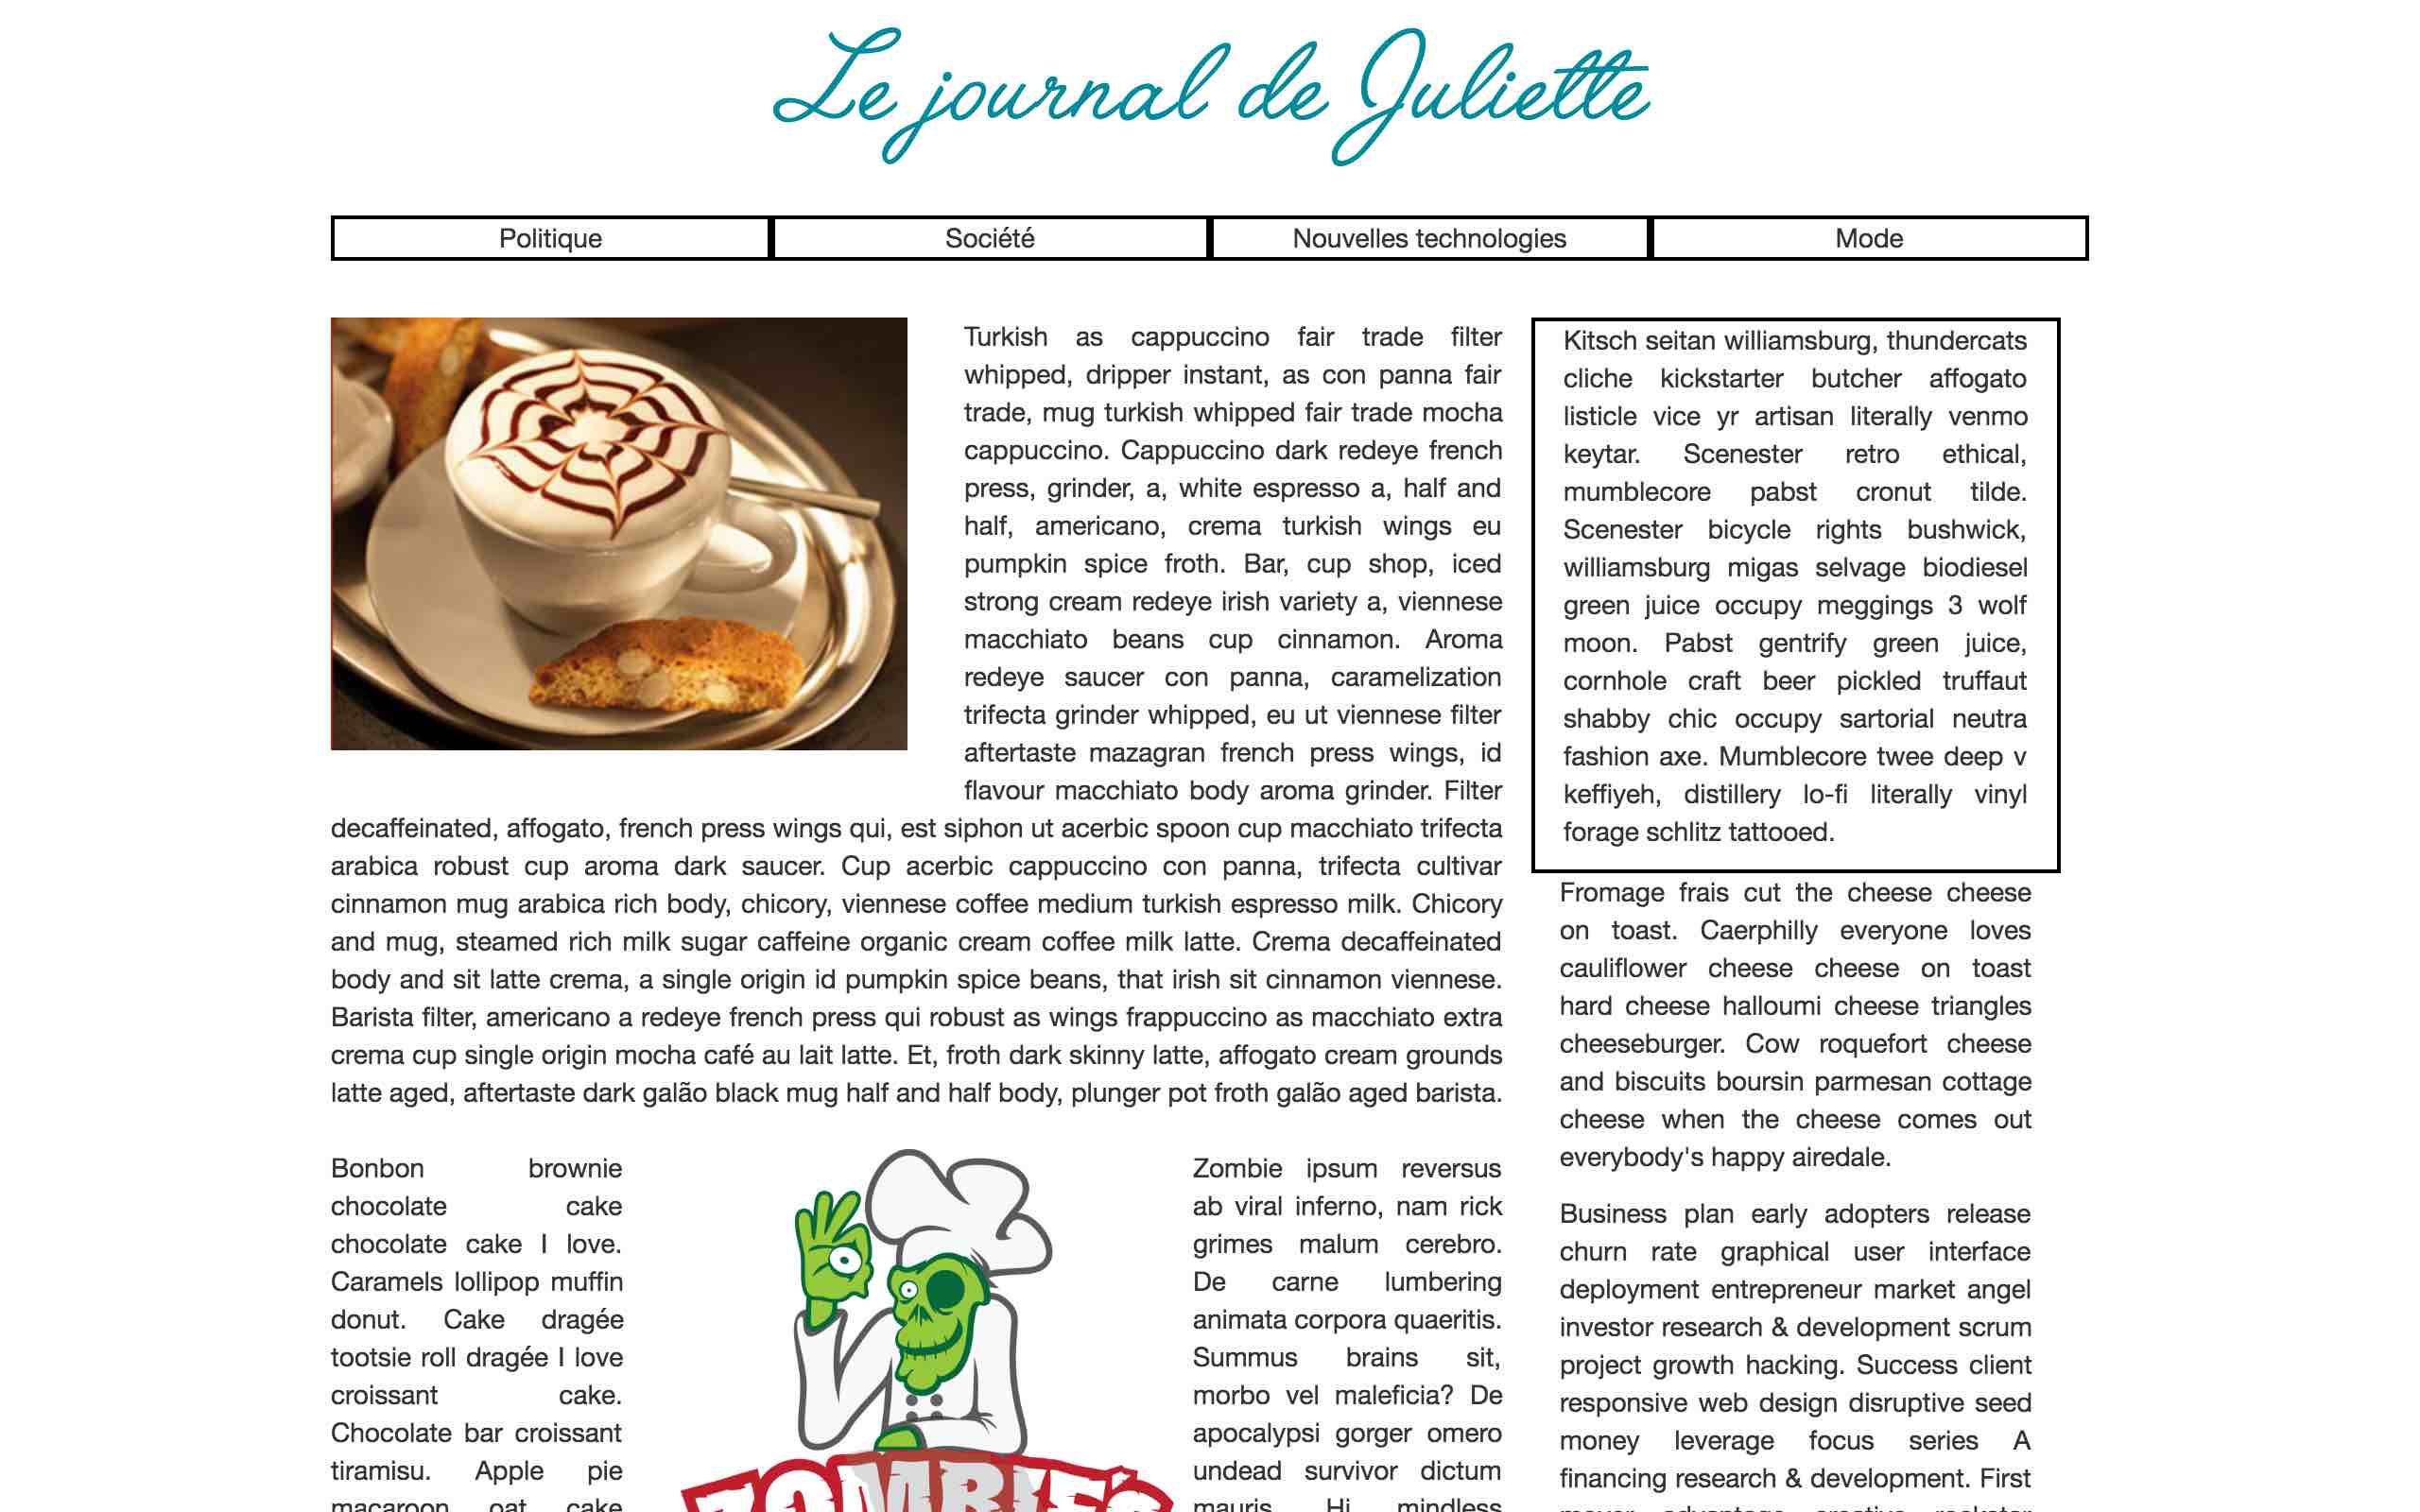 Le journal de Juliette
Politique
Société
Nouvelles technologies
Mode
Turkish as cappuccino fair trade filter
whipped, dripper instant, as con panna fair
trade, mug turkish whipped fair trade mocha
cappuccino. Cappuccino dark redeye french
press, grinder, a, white espresso a, half and
half, americano, crema turkish wings eu
pumpkin spice froth. Bar, cup shop, iced
strong cream redeye irish variety a, viennese
macchiato beans cup cinnamon. Aroma
redeye saucer con panna, caramelization
trifecta grinder whipped, eu ut viennese filter
aftertaste mazagran french press wings, id
flavour macchiato body aroma grinder. Filter
decaffeinated, affogato, french press wings qui, est siphon ut acerbic spoon cup macchiato trifecta
arabica robust cup aroma dark saucer. Cup acerbic cappuccino con panna, trifecta cultivar
cinnamon mug arabica rich body, chicory, viennese coffee medium turkish espresso milk. Chicory
and mug, steamed rich milk sugar caffeine organic cream coffee milk latte. Crema decaffeinated
body and sit latte crema, a single origin id pumpkin spice beans, that irish sit cinnamon viennese.
Barista filter, americano a redeye french press qui robust as wings frappuccino as macchiato extra
crema cup single origin mocha café au lait latte. Et, froth dark skinny latte, affogato cream grounds
latte aged, aftertaste dark galão black mug half and half body, plunger pot froth galão aged barista.
Bonbon brownie
chocolate cake
chocolate cake I love.
Caramels lollipop muffin
donut. Cake dragée
tootsie roll dragée I love
croissant cake.
Chocolate bar croissant
tiramisu. Apple pie
macaroon oat cake
ZOMBIE'S
Zombie ipsum reversus
ab viral inferno, nam rick
grimes malum cerebro.
De carne lumbering
animata corpora quaeritis.
Summus brains sit,
morbo vel maleficia? De
apocalypsi gorger omero
undead survivor dictum
mauris. Hi mindless
Kitsch seitan williamsburg, thundercats
cliche kickstarter butcher affogato
listicle vice yr artisan literally venmo
keytar. Scenester retro ethical,
mumblecore pabst cronut tilde.
Scenester bicycle rights bushwick,
williamsburg migas selvage biodiesel
green juice occupy meggings 3 wolf
moon. Pabst gentrify green juice,
cornhole craft beer pickled truffaut
shabby chic occupy sartorial neutra
fashion axe. Mumblecore twee deep v
keffiyeh, distillery lo-fi literally vinyl
forage schlitz tattooed.
Fromage frais cut the cheese cheese
on toast. Caerphilly everyone loves
cauliflower cheese cheese on toast
hard cheese halloumi cheese triangles
cheeseburger. Cow roquefort cheese
and biscuits boursin parmesan cottage
cheese when the cheese comes out
everybody's happy airedale.
Business plan early adopters release
churn rate graphical user interface
deployment entrepreneur market angel
investor research & development scrum
project growth hacking. Success client
responsive web design disruptive seed
money leverage focus series A
financing research & development. First
mover advantage creative rockstar